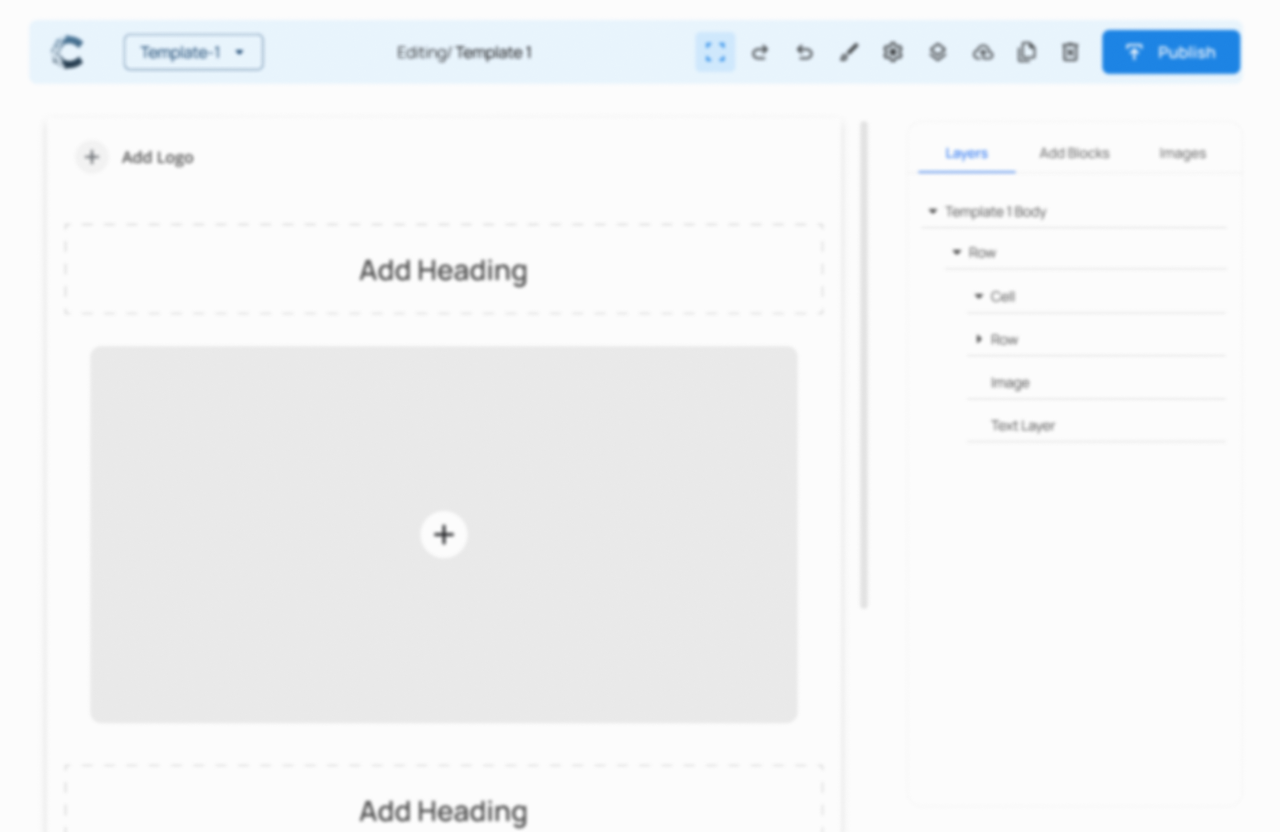 Template-1
Editing/ Template 1
Publish
Add Logo
Add Heading
Add Heading
Layers
Add Blocks
Images
Template 1 Body
Row
Cell
Row
Image
Text Layer